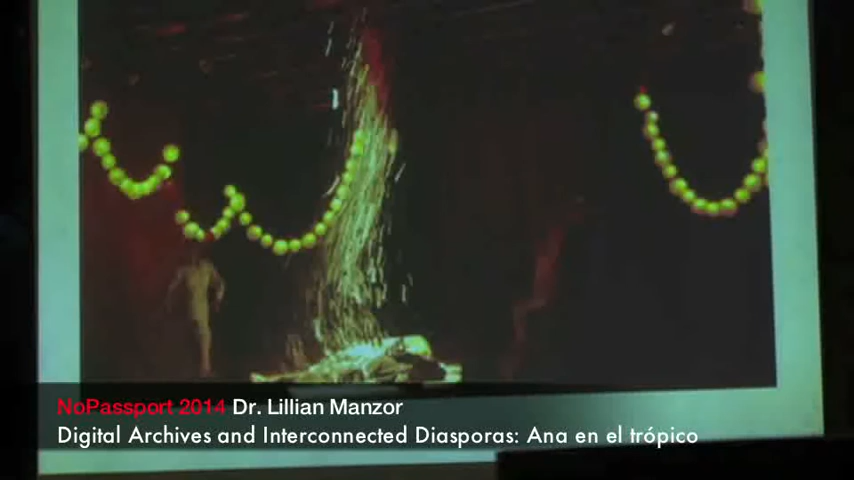 NoPassport 2014 Dr. Lillian Manzor
Digital Archives and Interconnected Diasporas: Ana en el trópico